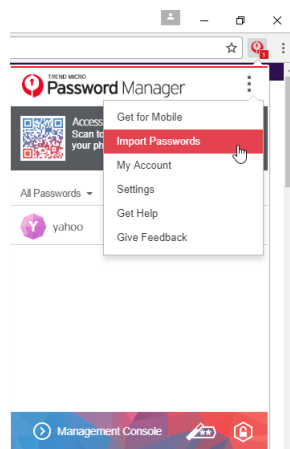 1
TREND MICRO
Password Manager
Access
Scan to
your ph
Get for Mobile
Import Passwords
My Account
Settings
Get Help
Give Feedback
All Passwords
Y yahoo
Management Console
**